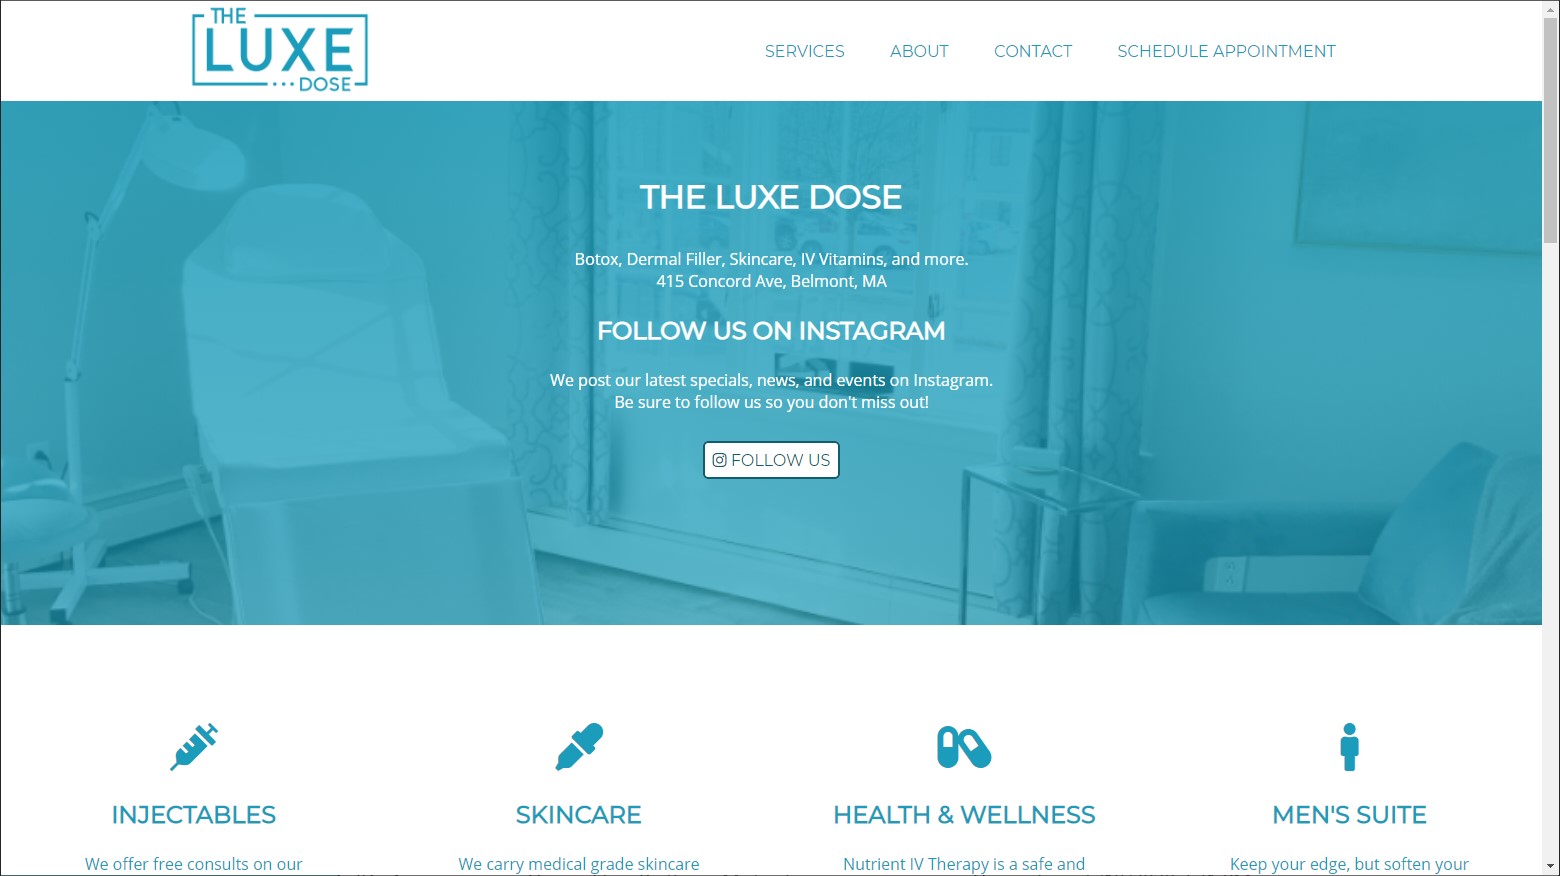 THE
LUXE
DOSE
SERVICES ABOUT CONTACT SCHEDULE APPOINTMENT
THE LUXE DOSE
Botox, Dermal Filler, Skincare, IV Vitamins, and more.
415 Concord Ave, Belmont, MA
FOLLOW US ON INSTAGRAM
We post our latest specials, news, and events on Instagram.
Be sure to follow us so you don't miss out!
FOLLOW US
INJECTABLES
We offer free consults on our
SKINCARE
We carry medical grade skincare
HEALTH & WELLNESS
Nutrient IV Therapy is a safe and
MEN'S SUITE
Keep your edge, but soften your